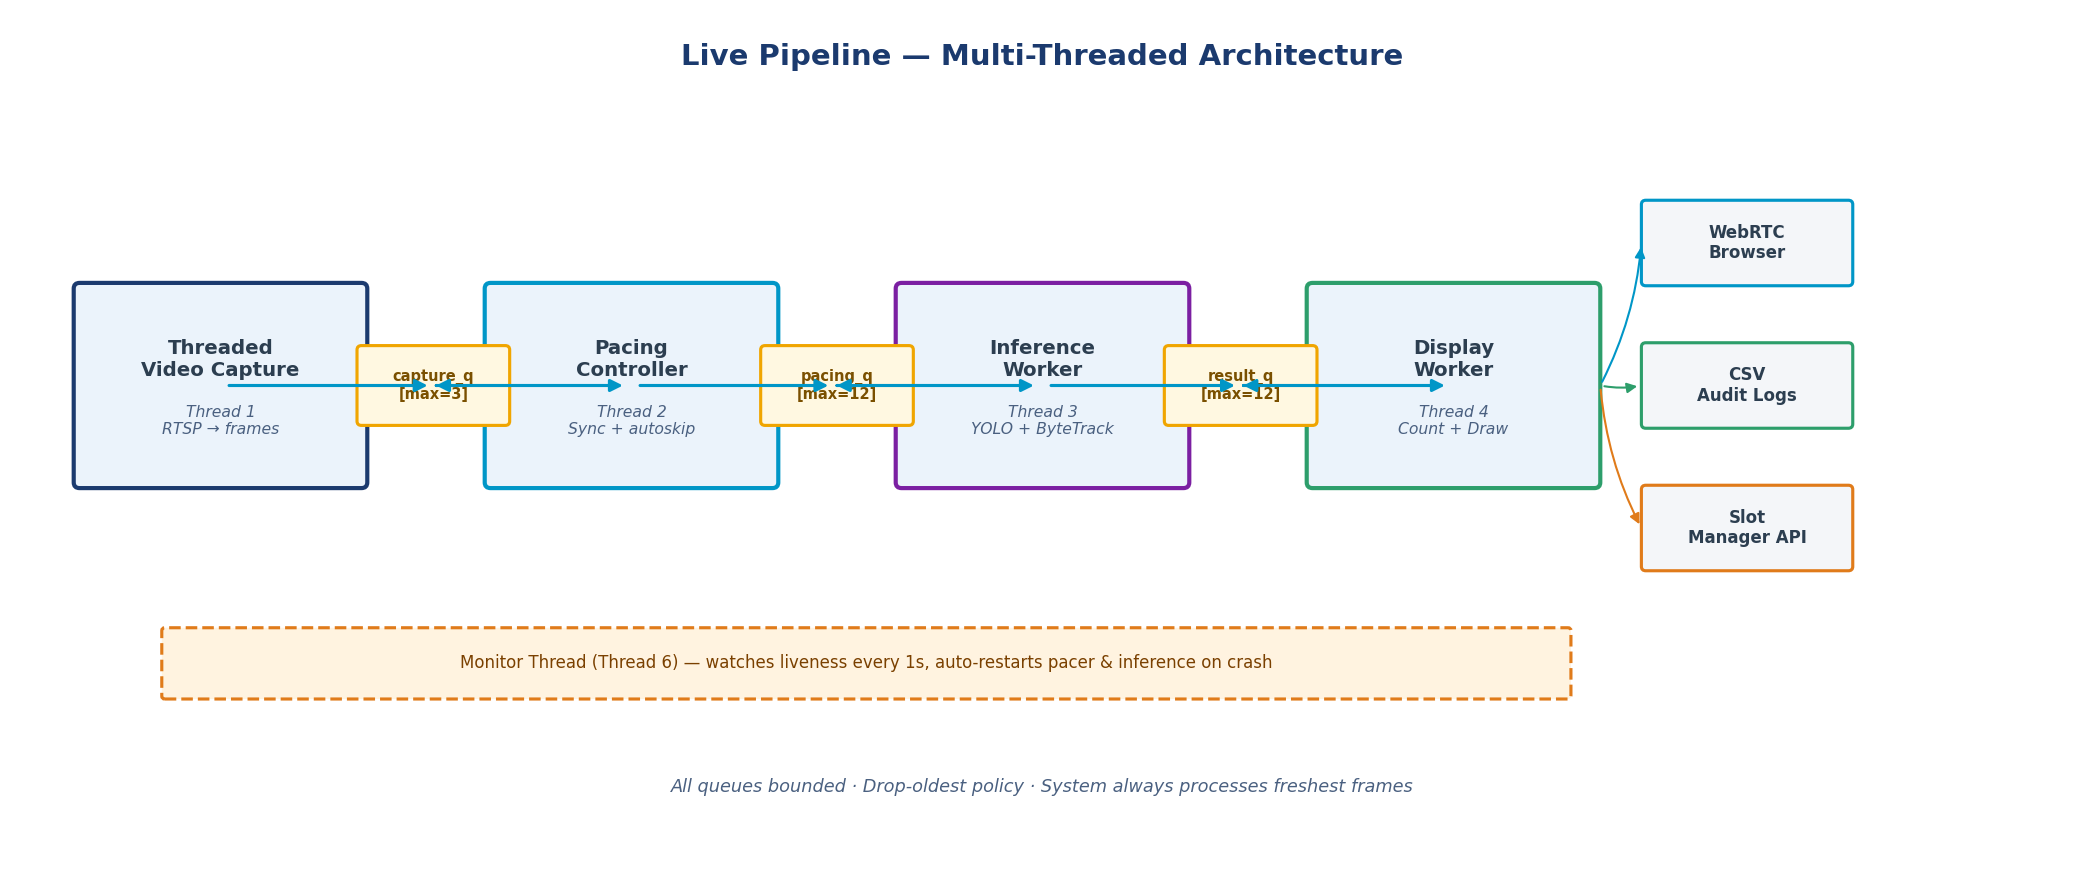 Live Pipeline — Multi-Threaded Architecture
Threaded
Video Capture
Thread 1
RTSP → frames
capture_q
[max=3]
Pacing
Controller
Thread 2
Sync + autoskip
pacing_q
[max=12]
Inference
Worker
Thread 3
YOLO + ByteTrack
result_q
[max=12]
Display
Worker
Thread 4
Count + Draw
WebRTC
Browser
CSV
Audit Logs
Slot
Manager API
Monitor Thread (Thread 6) — watches liveness every 1s, auto-restarts pacer & inference on crash
All queues bounded · Drop-oldest policy · System always processes freshest frames